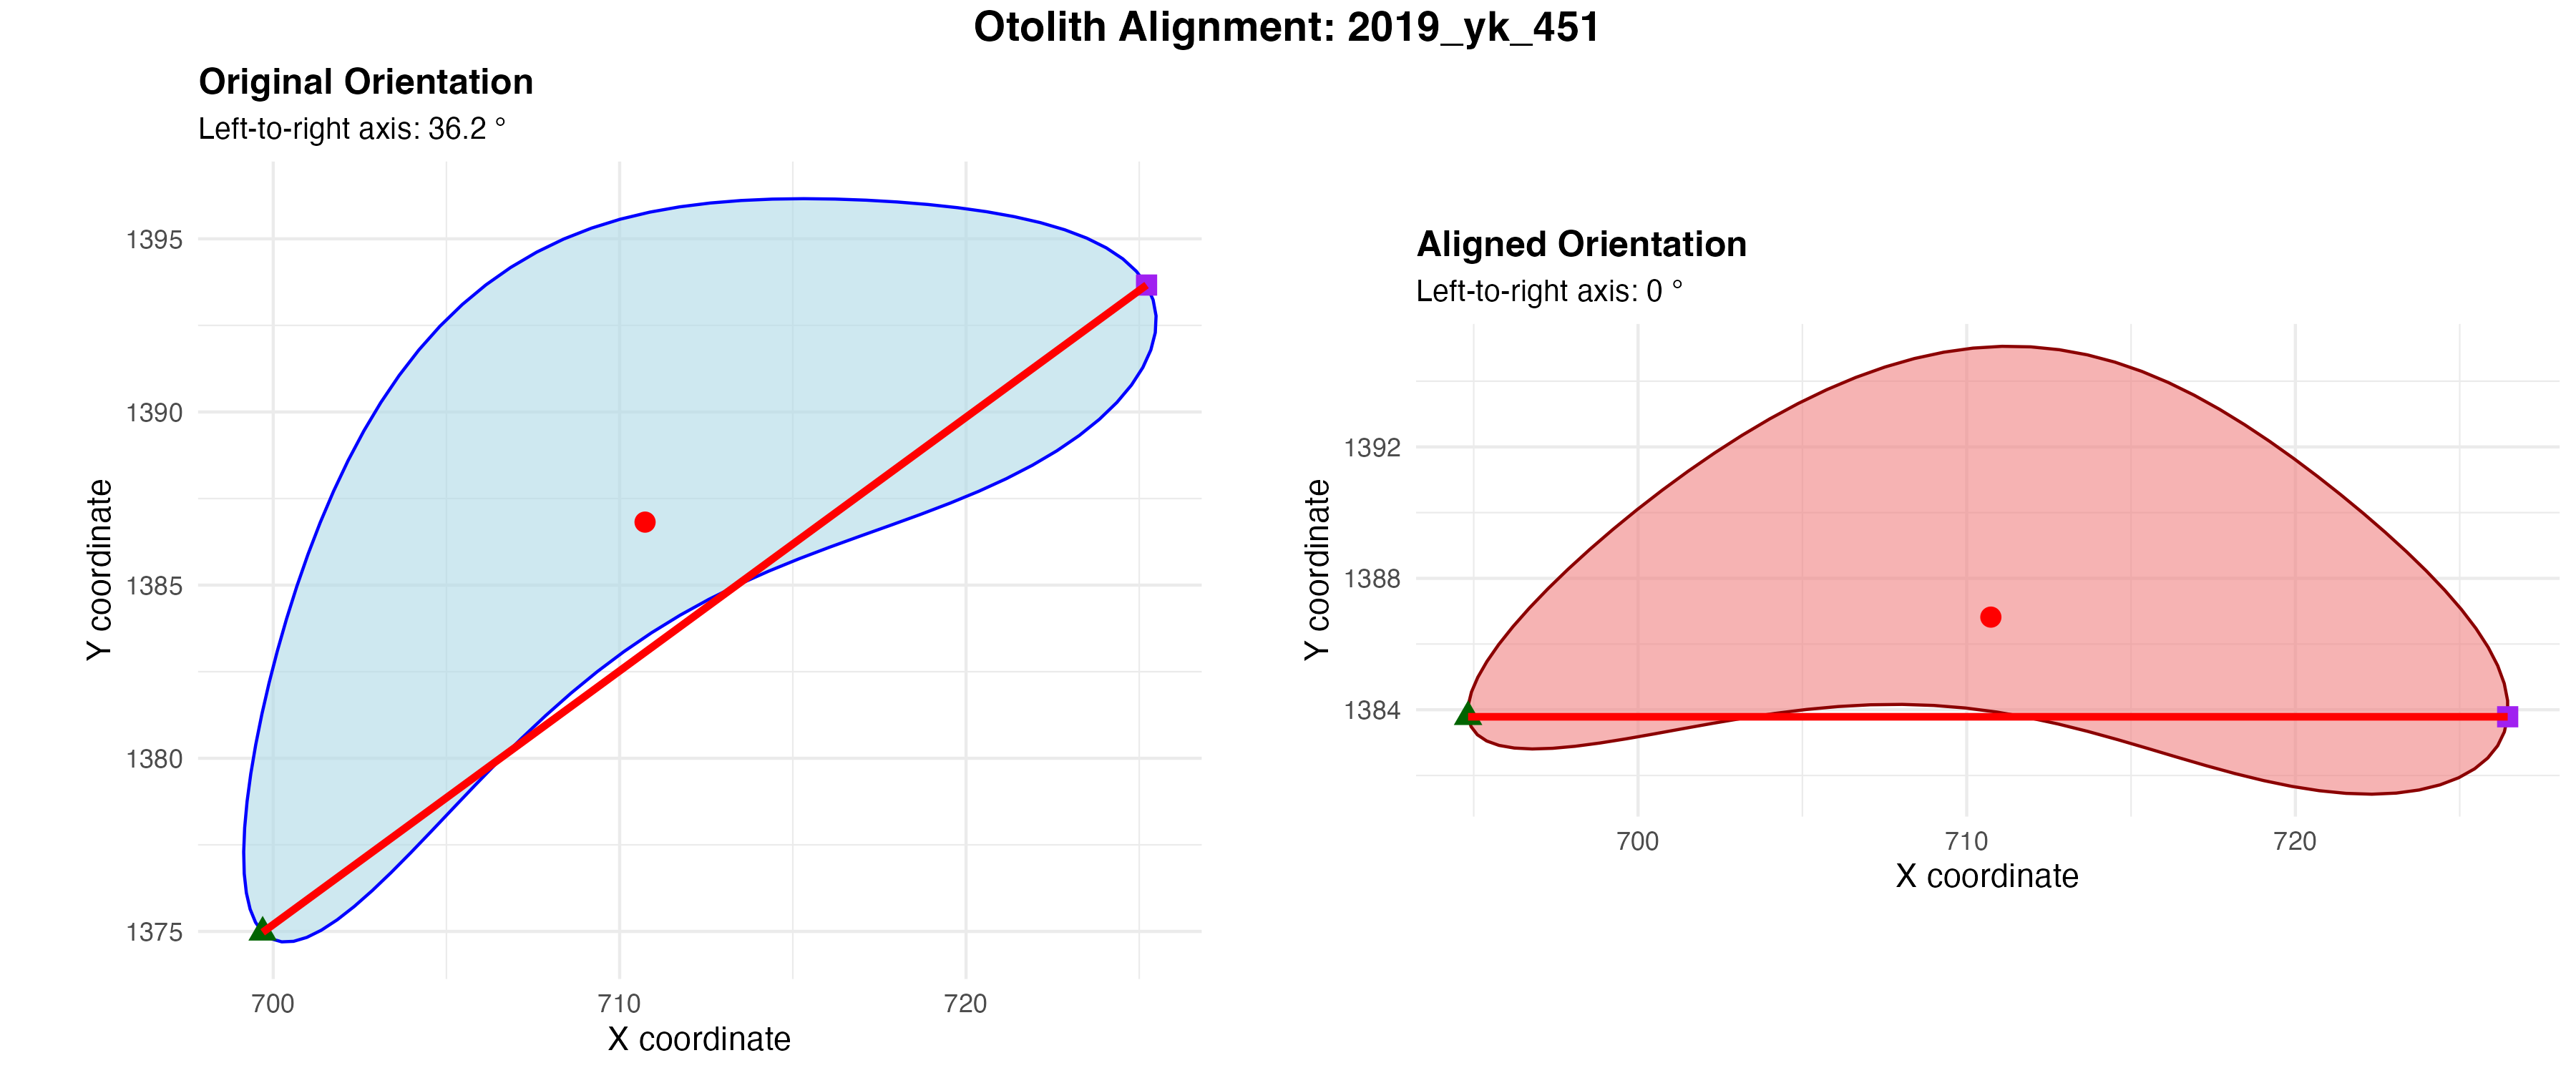 Otolith Alignment: 2019_yk_451
Original Orientation
Left-to-right axis: 36.2 °
1395
1390
1385
1380
1375
Y coordinate
700 710 720
X coordinate
Aligned Orientation
Left-to-right axis: 0 °
1392
1388
1384
Y coordinate
700 710 720
X coordinate